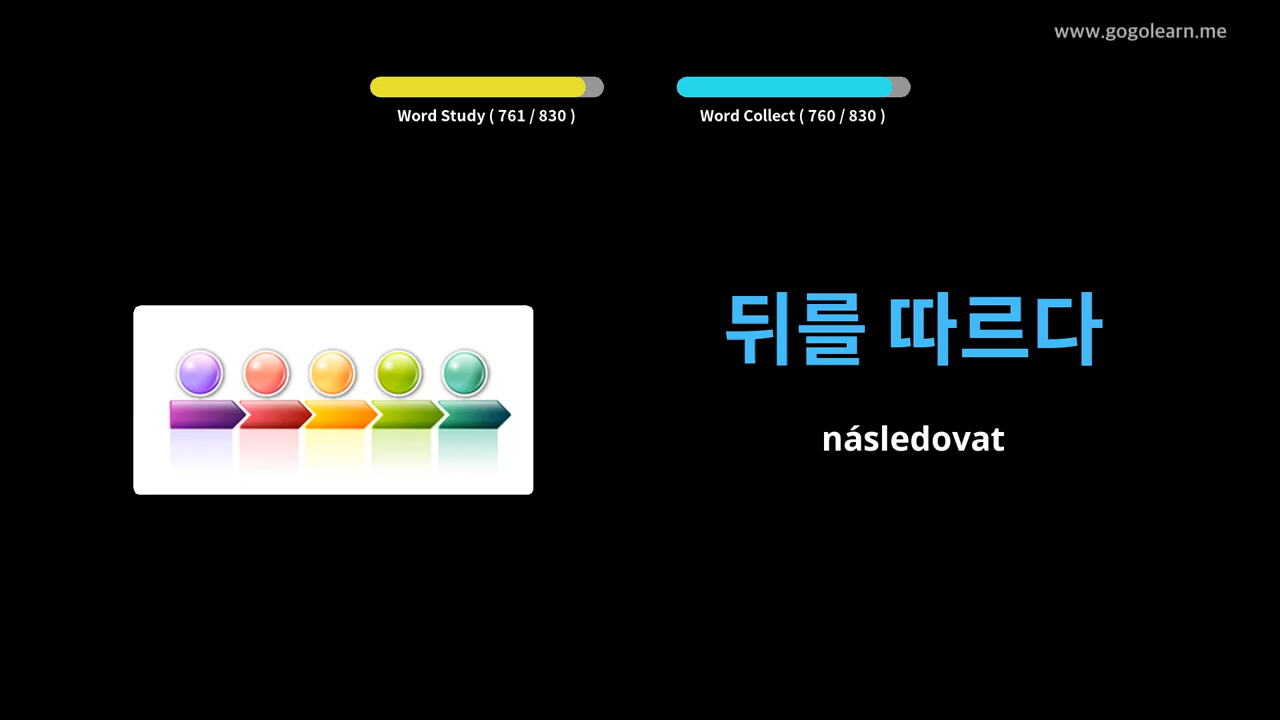 www.gogolearn.me
Word Study ( 761 / 830 )
Word Collect ( 760 / 830 )
뒤를 따르다
následovat